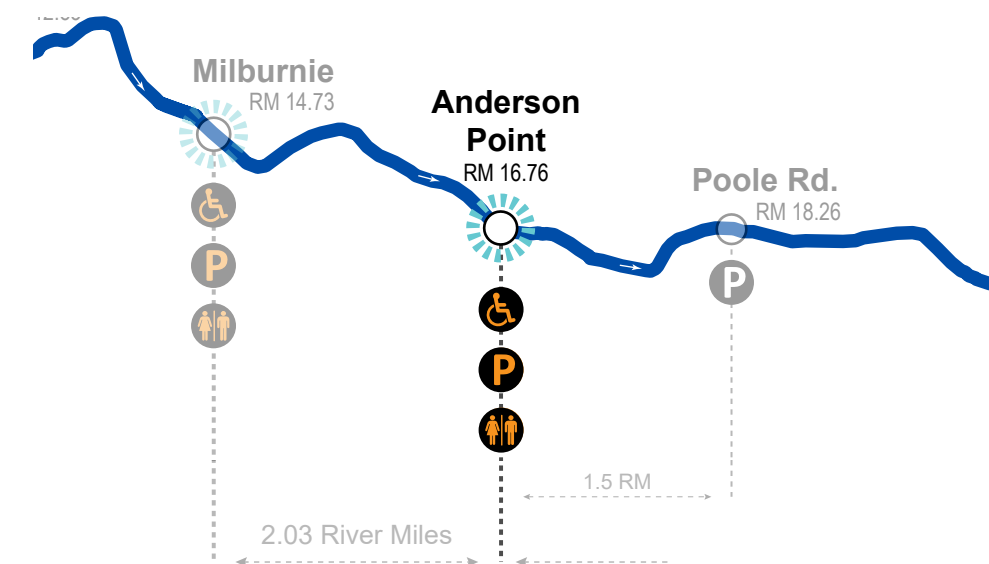 Milburnie
RM 14.73
Anderson
Point
RM 16.76
Poole Rd.
RM 18.26
P
P
P
1.5 RM
2.03 River Miles